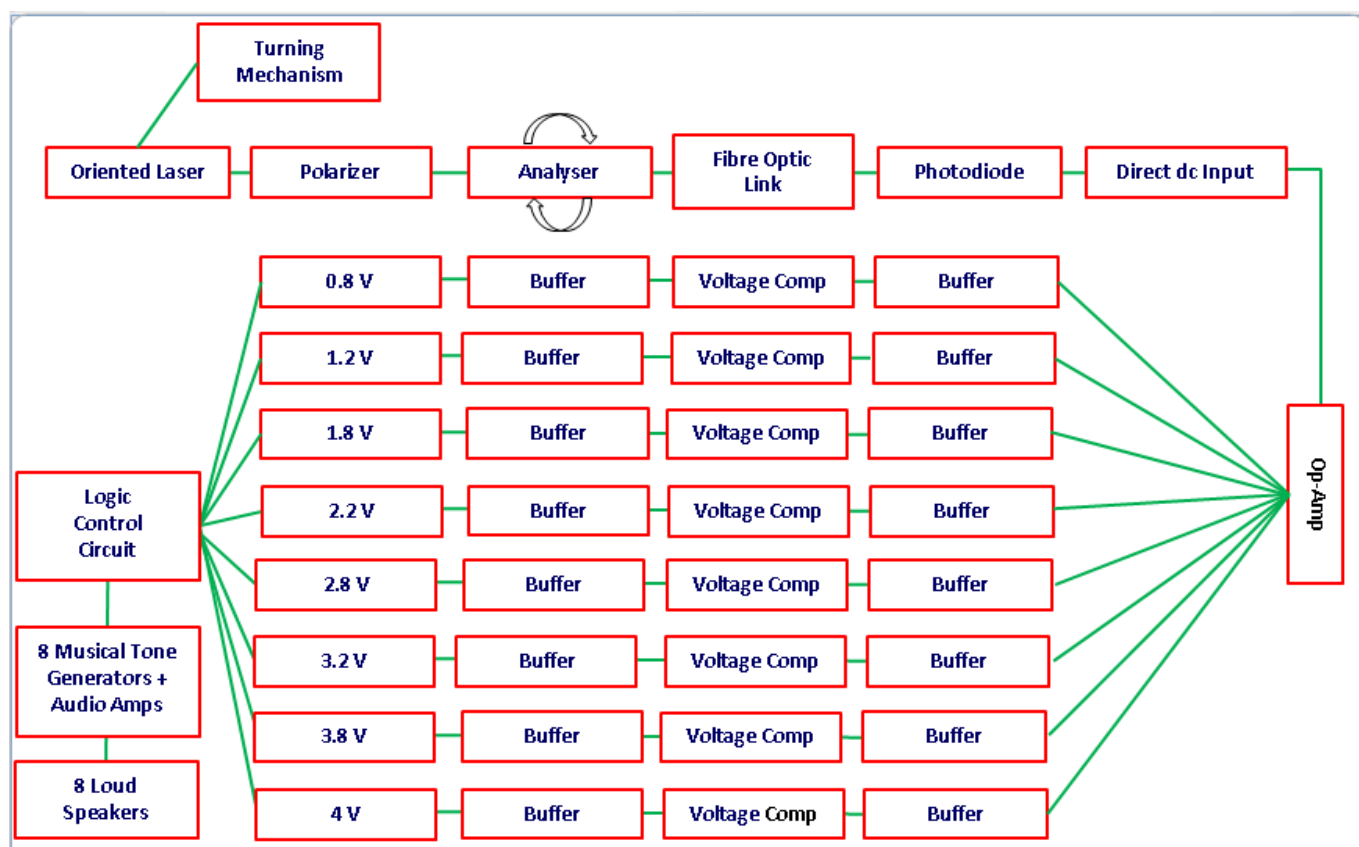 Turning
Mechanism
Oriented Laser
Polarizer
Analyser
Fibre Optic
Link
Photodiode
Direct dc Input
0.8 V
Buffer
Voltage Comp
Buffer
1.2 V
Buffer
Voltage Comp
Buffer
1.8 V
Buffer
Voltage Comp
Buffer
2.2 V
Buffer
Voltage Comp
Buffer
2.8 V
Buffer
Voltage Comp
Buffer
3.2 V
Buffer
Voltage Comp
Buffer
3.8 V
Buffer
Voltage Comp
Buffer
4 V
Buffer
Voltage Comp
Buffer
Op-Amp
Logic
Control
Circuit
8 Musical Tone
Generators +
Audio Amps
8 Loud
Speakers